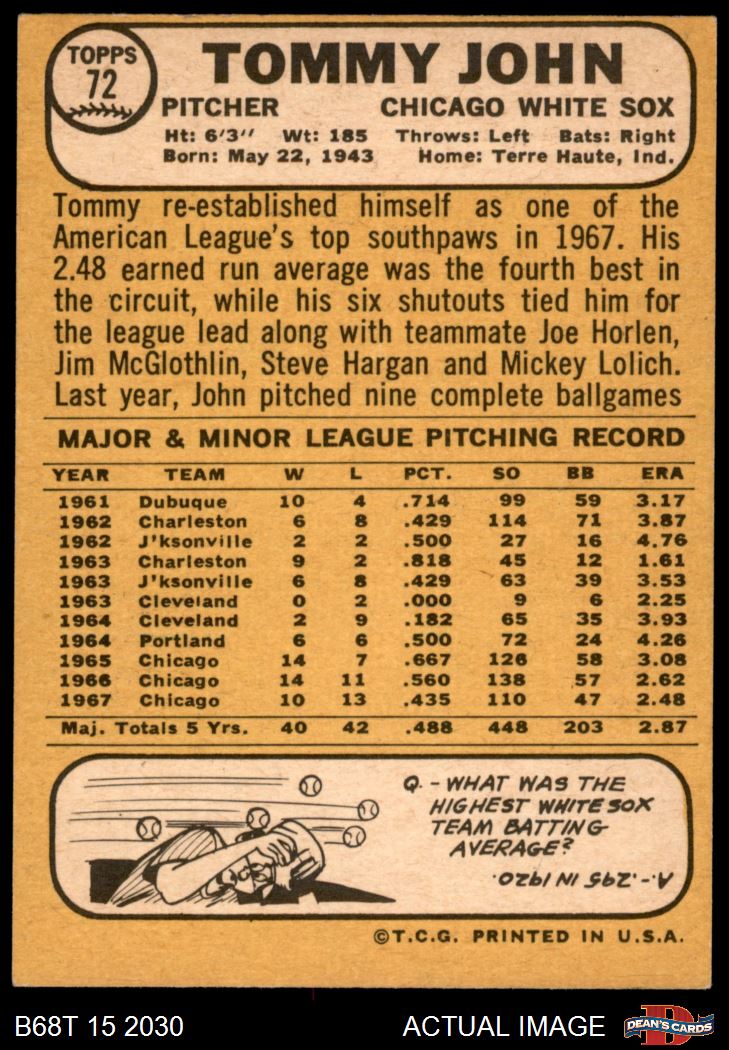 TOPPS
72
TOMMY JOHN
PITCHER CHICAGO WHITE SOX
Ht: 6'3" Wt: 185 Throws: Left Bats: Right
Born: May 22, 1943 Home: Terre Haute, Ind.
Tommy re-established himself as one of the
American League's top southpaws in 1967. His
2.48 earned run average was the fourth best in
the circuit, while his six shutouts tied him for
the league lead along with teammate Joe Horlen,
Jim McGlothlin, Steve Hargan and Mickey Lolich.
Last year, John pitched nine complete ballgames
MAJOR & MINOR LEAGUE PITCHING RECORD
YEAR TEAM W L PCT. SO BB ERA
1961 Dubuque 10 4 .714 99 59 3.17
1962 Charleston 6 8 .429 114 71 3.87
1962 J'ksonville 2 2 .500 27 16 4.76
1963 Charleston 9 2 .818 45 12 1.61
1963 J'ksonville 6 8 .429 63 39 3.53
1963 Cleveland 0 2 .000 9 6 2.25
1964 Cleveland 2 9 .182 65 35 3.93
1964 Portland 6 6 .500 72 24 4.26
1965 Chicago 14 7 .667 126 58 3.08
1966 Chicago 14 11 .560 138 57 2.62
1967 Chicago 10 13 .435 110 47 2.48
Maj. Totals 5 Yrs. 40 42 .488 448 203 2.87
Q. - WHAT WAS THE
HIGHEST WHITE SOX
TEAM BATTING
AVERAGE?
A. - .295 IN 1920.
©T.C.G. PRINTED IN U.S.A.
B68T 15 2030 ACTUAL IMAGE
D
DEAN'S CARDS